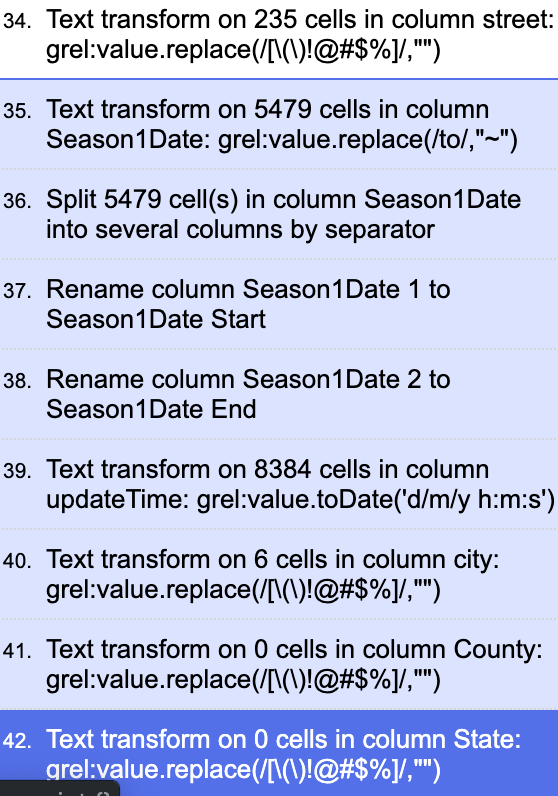 34. Text transform on 235 cells in column street:
grel:value.replace(/[\(\)!@#$%]/,"")
35. Text transform on 5479 cells in column
Season1Date: grel:value.replace(/to/,"~")
36. Split 5479 cell(s) in column Season1Date
into several columns by separator
37. Rename column Season1Date 1 to
Season1Date Start
38. Rename column Season1Date 2 to
Season1Date End
39. Text transform on 8384 cells in column
updateTime: grel:value.toDate('d/m/y h:m:s')
40. Text transform on 6 cells in column city:
grel:value.replace(/[\(\)!@#$%]/,"")
41. Text transform on 0 cells in column County:
grel:value.replace(/[\(\)!@#$%]/,"")
42. Text transform on 0 cells in column State:
grel:value.replace(/[\(\)!@#$%]/,"")